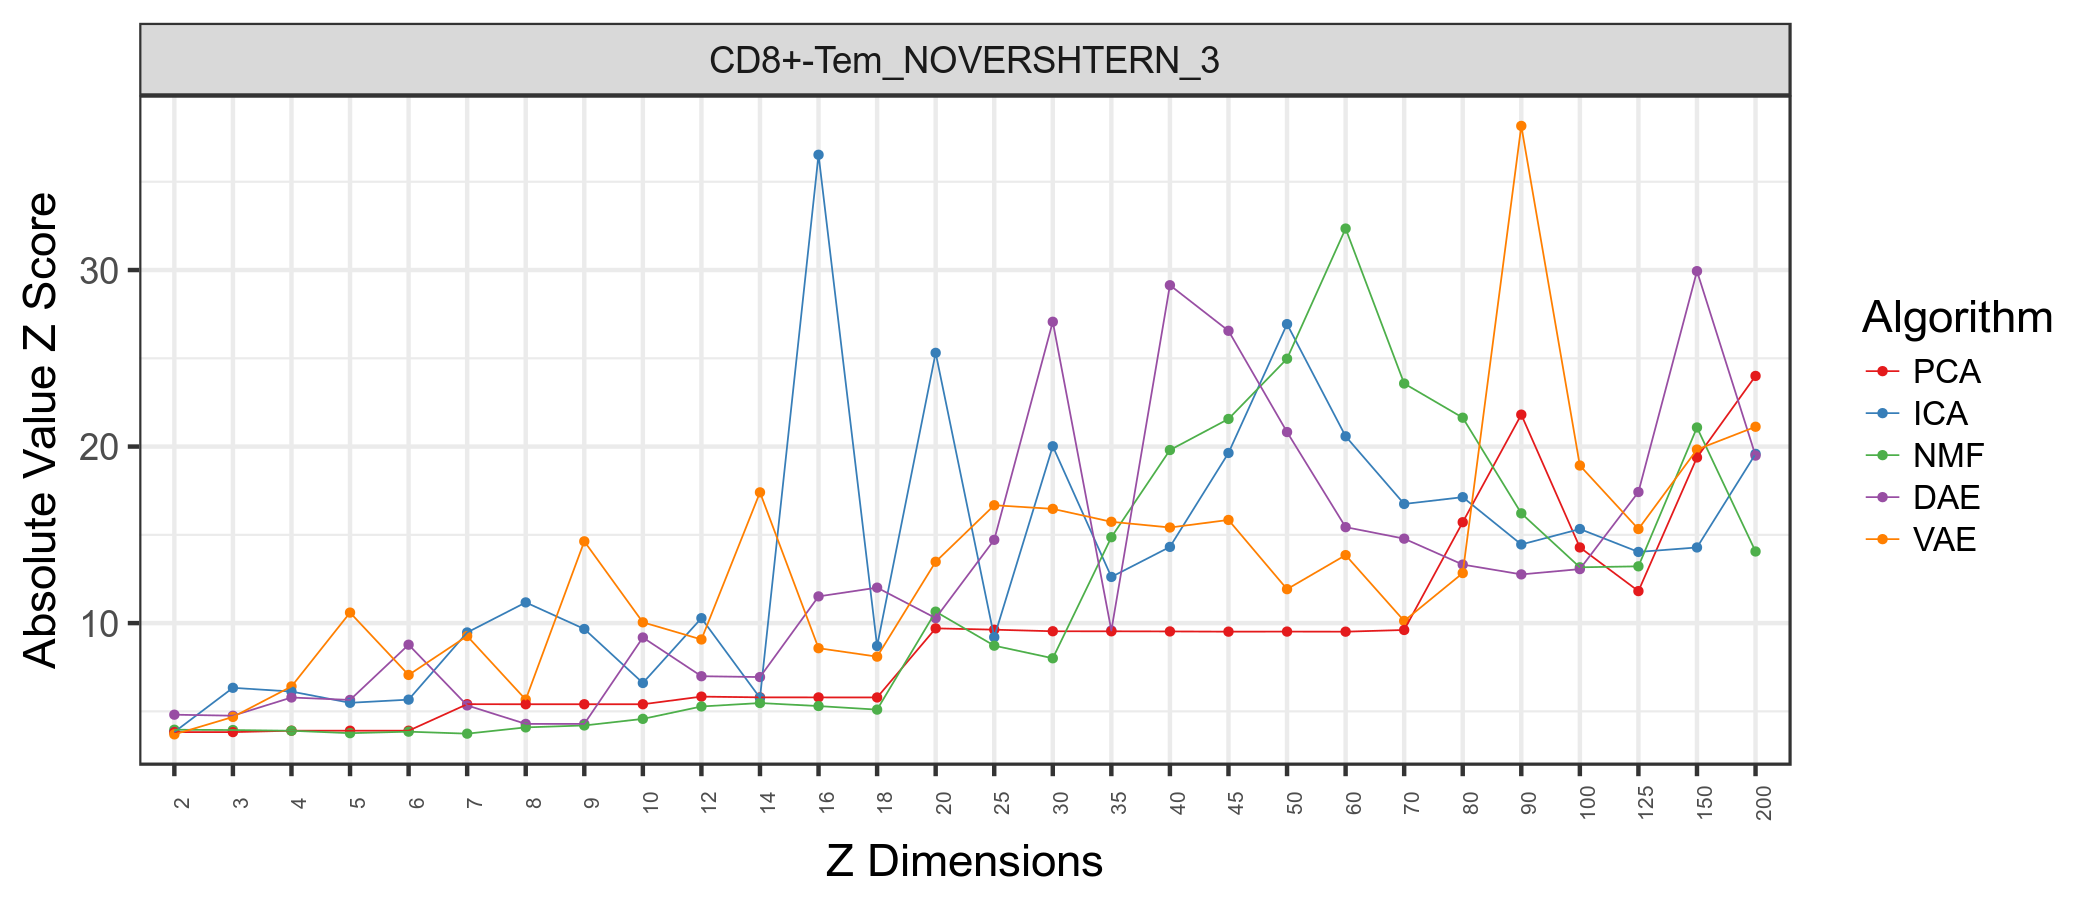 CD8+-Tem_NOVERSHTERN_3
Absolute Value Z Score
30
20
10
2 3 4 5 6 7 8 9 10 12 14 16 18 20 25 30 35 40 45 50 60 70 80 90 100 125 150 200
Z Dimensions
Algorithm
PCA
ICA
NMF
DAE
VAE